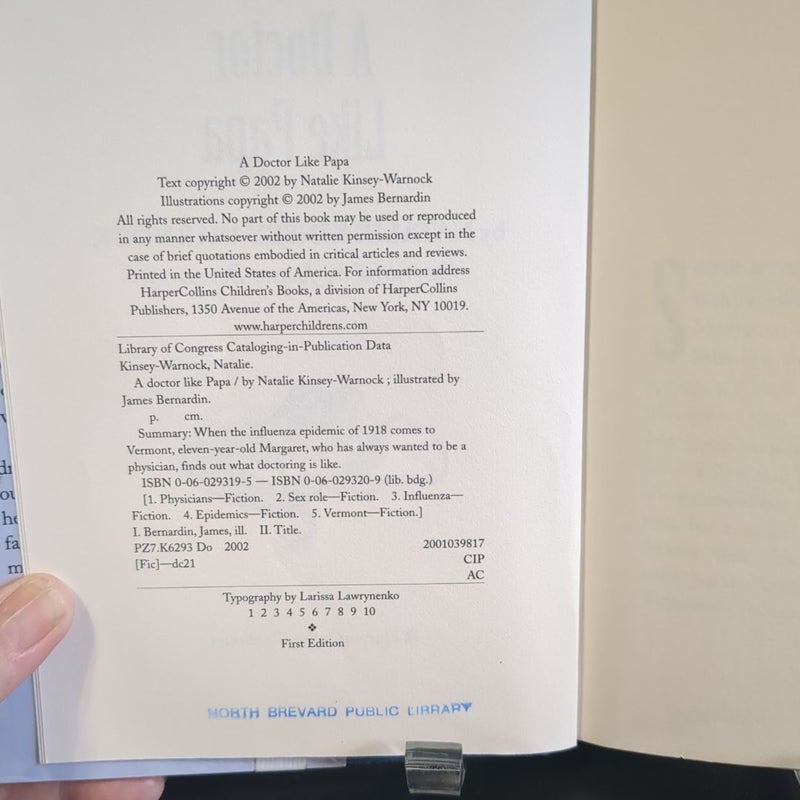 A Doctor Like Papa
Text copyright © 2002 by Natalie Kinsey-Warnock
Illustrations copyright © 2002 by James Bernardin
All rights reserved. No part of this book may be used or reproduced
in any manner whatsoever without written permission except in the
case of brief quotations embodied in critical articles and reviews.
Printed in the United States of America. For information address
HarperCollins Children's Books, a division of HarperCollins
Publishers, 1350 Avenue of the Americas, New York, NY 10019.
www.harperchildrens.com
Library of Congress Cataloging-in-Publication Data
Kinsey-Warnock, Natalie.
A doctor like Papa / by Natalie Kinsey-Warnock ; illustrated by
James Bernardin.
p. cm.
Summary: When the influenza epidemic of 1918 comes to
Vermont, eleven-year-old Margaret, who has always wanted to be a
physician, finds out what doctoring is like.
ISBN 0-06-029319-5 — ISBN 0-06-029320-9 (lib. bdg.)
[1. Physicians—Fiction. 2. Sex role—Fiction. 3. Influenza—
Fiction. 4. Epidemics—Fiction. 5. Vermont—Fiction.]
I. Bernardin, James, ill. II. Title.
PZ7.K6293 Do 2002 2001039817
[Fic]—dc21 CIP
AC
Typography by Larissa Lawrynenko
1 2 3 4 5 6 7 8 9 10
❖
First Edition
NORTH BREVARD PUBLIC LIBRARY